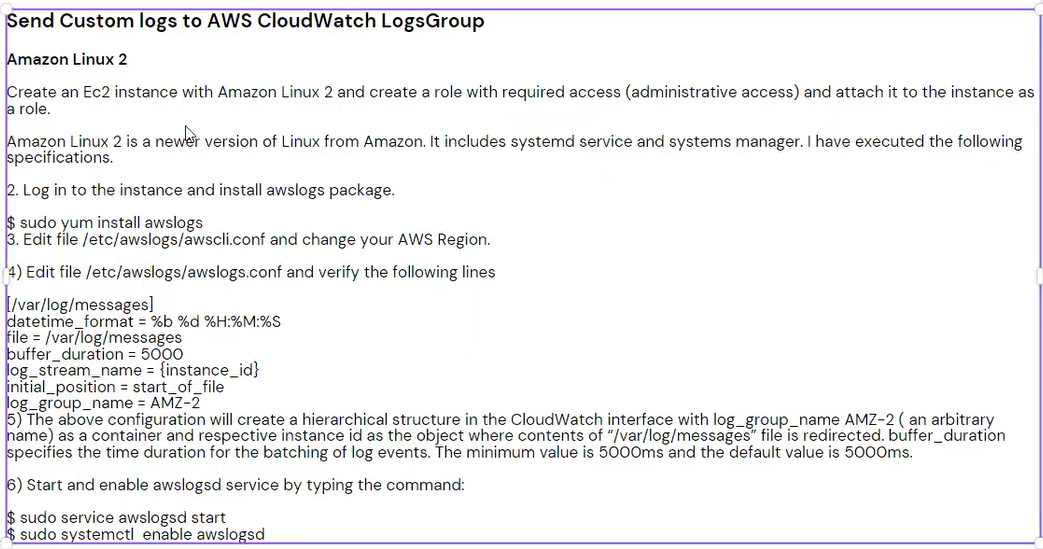 Send Custom logs to AWS CloudWatch LogsGroup
Amazon Linux 2
Create an Ec2 instance with Amazon Linux 2 and create a role with required access (administrative access) and attach it to the instance as
a role.
Amazon Linux 2 is a newer version of Linux from Amazon. It includes systemd service and systems manager. I have executed the following
specifications.
2. Log in to the instance and install awslogs package.
$ sudo yum install awslogs
3. Edit file /etc/awslogs/awscli.conf and change your AWS Region.
4) Edit file /etc/awslogs/awslogs.conf and verify the following lines
[/var/log/messages]
datetime_format = %b %d %H:%M:%S
file = /var/log/messages
buffer_duration = 5000
log_stream_name = {instance_id}
initial_position = start_of_file
log_group_name = AMZ-2
5) The above configuration will create a hierarchical structure in the CloudWatch interface with log_group_name AMZ-2 ( an arbitrary
name) as a container and respective instance id as the object where contents of “/var/log/messages” file is redirected. buffer_duration
specifies the time duration for the batching of log events. The minimum value is 5000ms and the default value is 5000ms.
6) Start and enable awslogsd service by typing the command:
$ sudo service awslogsd start
$ sudo systemctl  enable awslogsd